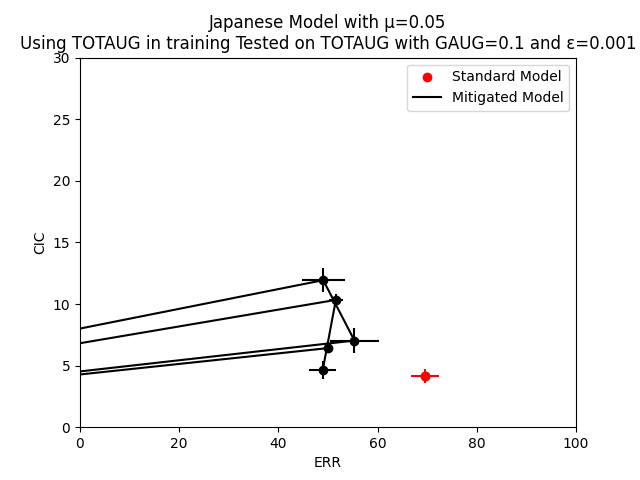 Japanese Model with μ=0.05
Using TOTAUG in training Tested on TOTAUG with GAUG=0.1 and ε=0.001
30
25
20
15
10
5
0
CIC
Standard Model
Mitigated Model
0 20 40 60 80 100
ERR